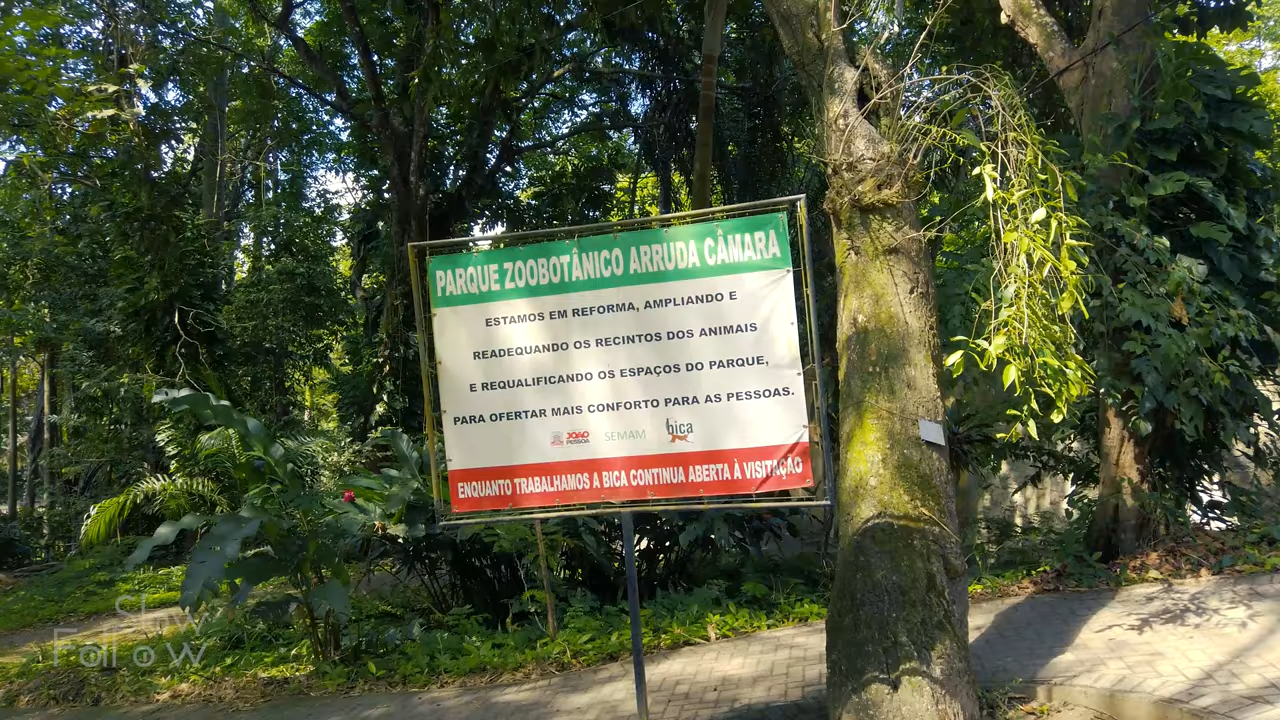 PARQUE ZOOBOTÂNICO ARRUDA CÂMARA
ESTAMOS EM REFORMA, AMPLIANDO E
READEQUANDO OS RECINTOS DOS ANIMAIS
E REQUALIFICANDO OS ESPAÇOS DO PARQUE,
PARA OFERTAR MAIS CONFORTO PARA AS PESSOAS.
JOÃO PESSOA SEMAM bica
ENQUANTO TRABALHAMOS A BICA CONTINUA ABERTA À VISITAÇÃO
Show
Follow